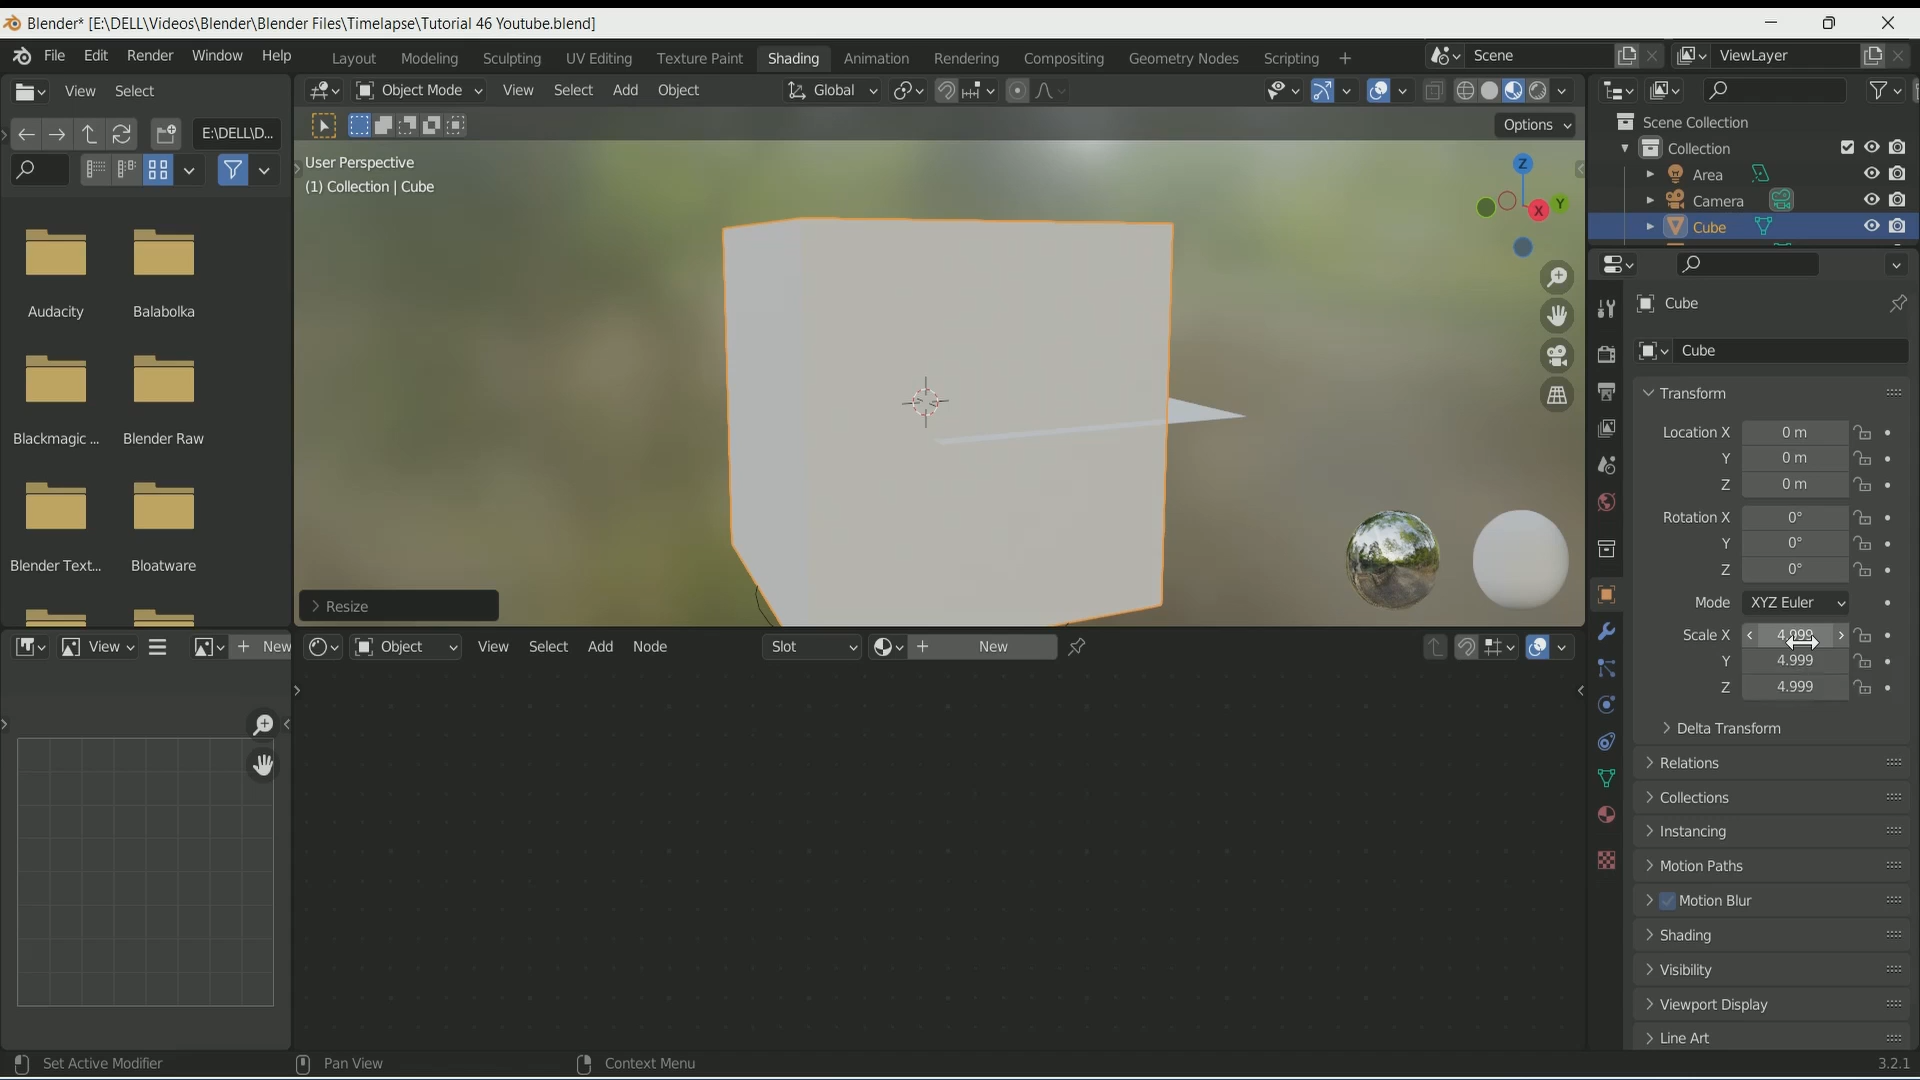 Blender* [E:\DELL\Videos\Blender\Blender Files\Timelapse\Tutorial 46 Youtube.blend]
File Edit Render Window Help Layout Modeling Sculpting UV Editing Texture Paint Shading Animation Rendering Compositing Geometry Nodes Scripting + Scene ViewLayer
View Select Object Mode View Select Add Object Global
E:\DELL\D...
Options
User Perspective
(1) Collection | Cube
Z
X
Y
Audacity Balabolka
Blackmagic ... Blender Raw
Blender Text... Bloatware
Resize
View New
Object View Select Add Node Slot New
Scene Collection
Collection
Area
Camera
Cube
Cube
Cube
Transform
Location X 0 m
Y 0 m
Z 0 m
Rotation X 0°
Y 0°
Z 0°
Mode XYZ Euler
Scale X 4.999
Y 4.999
Z 4.999
Delta Transform
Relations
Collections
Instancing
Motion Paths
Motion Blur
Shading
Visibility
Viewport Display
Line Art
Set Active Modifier Pan View Context Menu 3.2.1